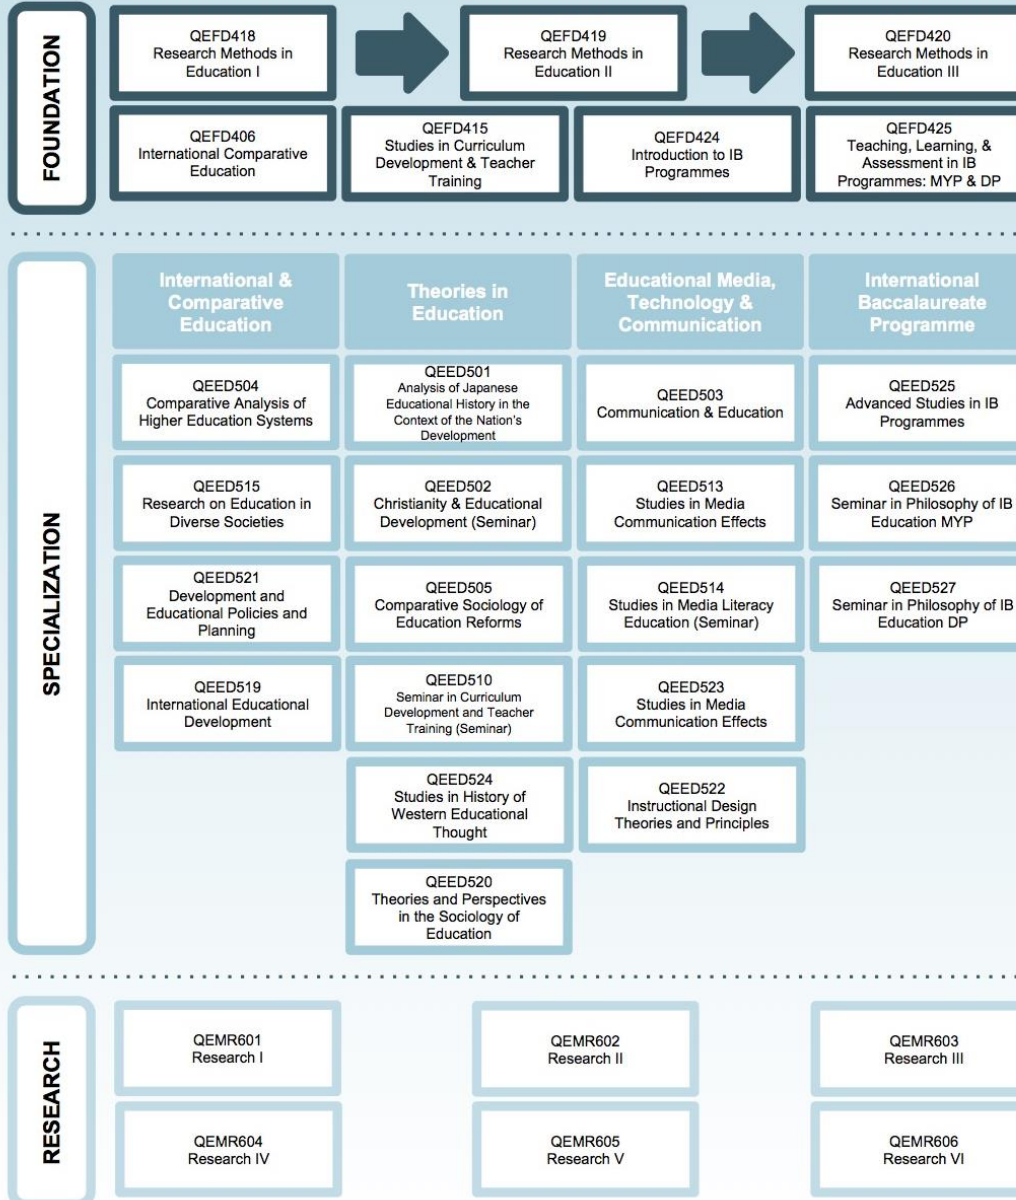 FOUNDATION
QEFD418
Research Methods in
Education I
QEFD419
Research Methods in
Education II
QEFD420
Research Methods in
Education III
QEFD406
International Comparative
Education
QEFD415
Studies in Curriculum
Development & Teacher
Training
QEFD424
Introduction to IB
Programmes
QEFD425
Teaching, Learning, &
Assessment in IB
Programmes: MYP & DP
SPECIALIZATION
International &
Comparative
Education
Theories in
Education
Educational Media,
Technology &
Communication
International
Baccalaureate
Programme
QEED504
Comparative Analysis of
Higher Education Systems
QEED501
Analysis of Japanese
Educational History in the
Context of the Nation's
Development
QEED503
Communication & Education
QEED525
Advanced Studies in IB
Programmes
QEED515
Research on Education in
Diverse Societies
QEED502
Christianity & Educational
Development (Seminar)
QEED513
Studies in Media
Communication Effects
QEED526
Seminar in Philosophy of IB
Education MYP
QEED521
Development and
Educational Policies and
Planning
QEED505
Comparative Sociology of
Education Reforms
QEED514
Studies in Media Literacy
Education (Seminar)
QEED527
Seminar in Philosophy of IB
Education DP
QEED519
International Educational
Development
QEED510
Seminar in Curriculum
Development and Teacher
Training (Seminar)
QEED523
Studies in Media
Communication Effects
QEED524
Studies in History of
Western Educational
Thought
QEED522
Instructional Design
Theories and Principles
QEED520
Theories and Perspectives
in the Sociology of
Education
RESEARCH
QEMR601
Research I
QEMR602
Research II
QEMR603
Research III
QEMR604
Research IV
QEMR605
Research V
QEMR606
Research VI